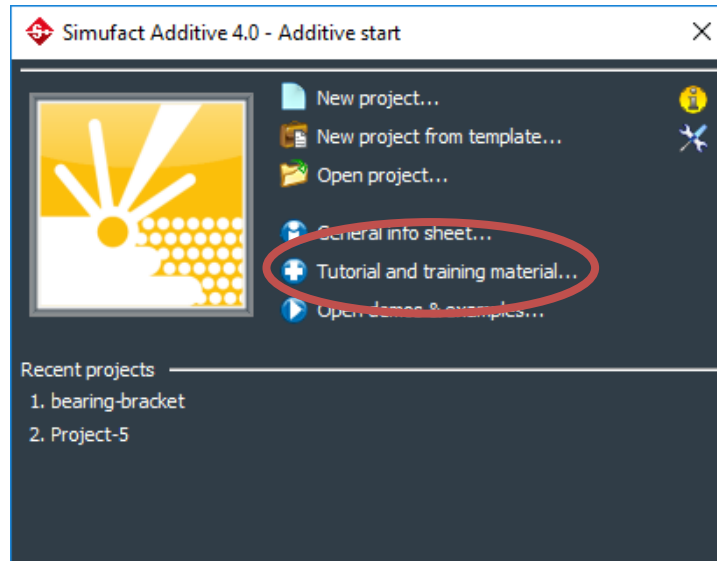 Simufact Additive 4.0 - Additive start
New project...
New project from template...
Open project...
General info sheet...
Tutorial and training material...
Open demos & examples...
Recent projects
1. bearing-bracket
2. Project-5